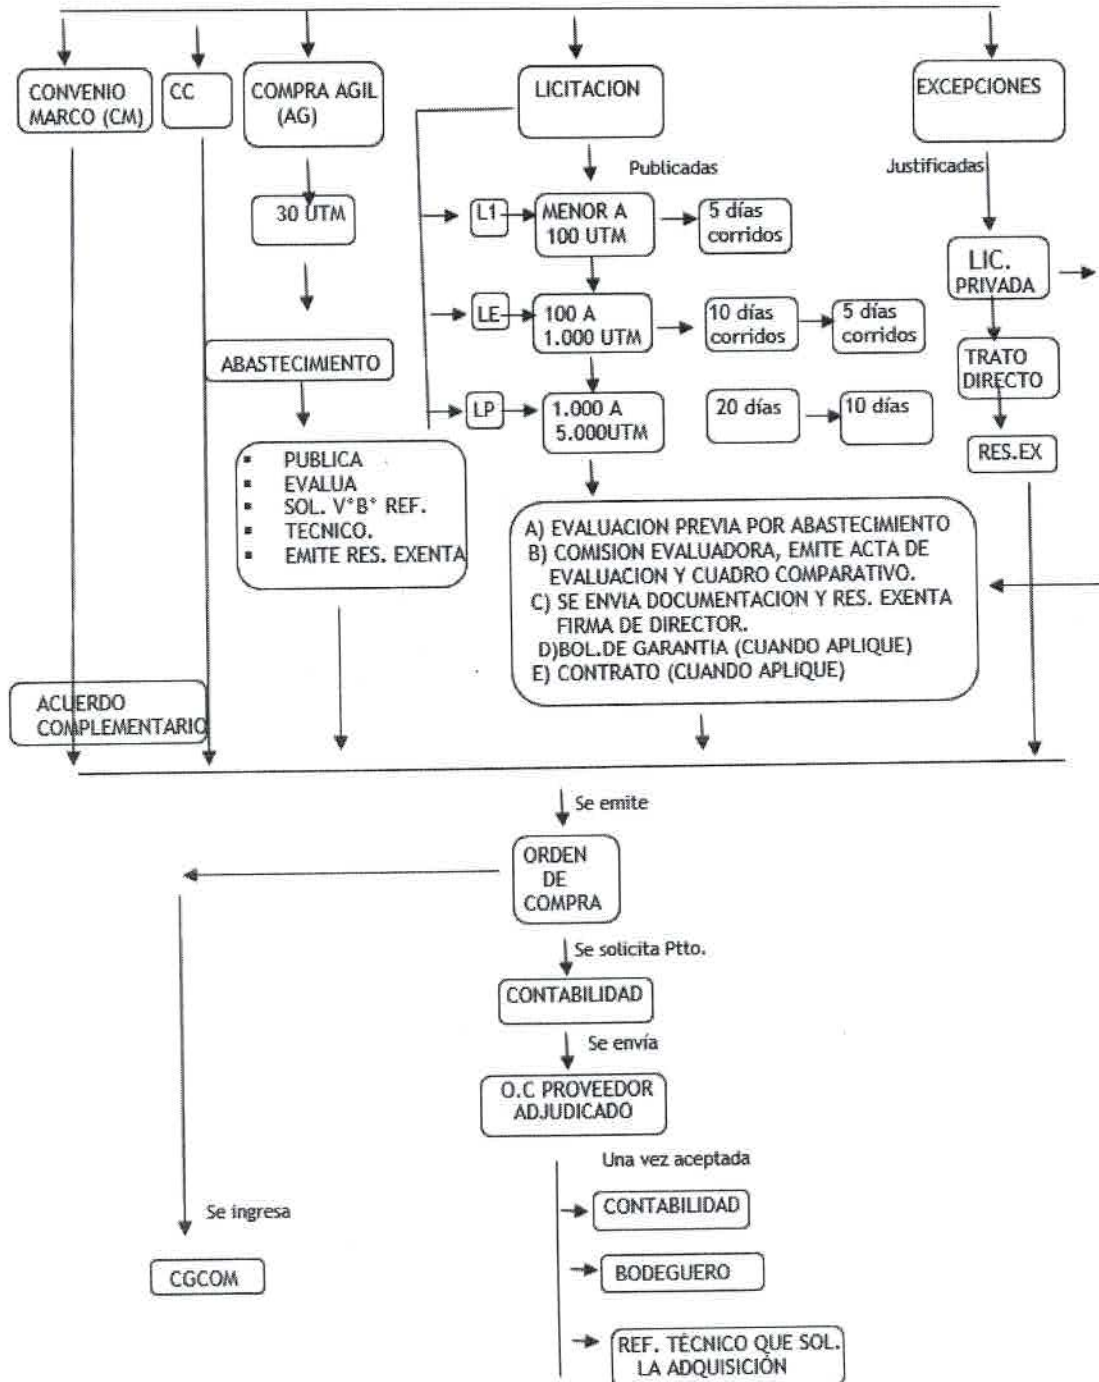 CONVENIO
MARCO (CM)
CC
COMPRA AGIL
(AG)
LICITACION
EXCEPCIONES
Publicadas
Justificadas
30 UTM
L1
MENOR A
100 UTM
5 días
corridos
LIC.
PRIVADA
LE
100 A
1.000 UTM
10 días
corridos
5 días
corridos
ABASTECIMIENTO
TRATO
DIRECTO
LP
1.000 A
5.000UTM
20 días
10 días
RES.EX
▪ PUBLICA
▪ EVALUA
▪ SOL. V°B° REF.
▪ TECNICO.
▪ EMITE RES. EXENTA
A) EVALUACION PREVIA POR ABASTECIMIENTO
B) COMISION EVALUADORA, EMITE ACTA DE
EVALUACION Y CUADRO COMPARATIVO.
C) SE ENVIA DOCUMENTACION Y RES. EXENTA
FIRMA DE DIRECTOR.
D)BOL.DE GARANTIA (CUANDO APLIQUE)
E) CONTRATO (CUANDO APLIQUE)
ACUERDO
COMPLEMENTARIO
Se emite
ORDEN
DE
COMPRA
Se solicita Ptto.
CONTABILIDAD
Se envía
O.C PROVEEDOR
ADJUDICADO
Una vez aceptada
CONTABILIDAD
Se ingresa
CGCOM
BODEGUERO
REF. TÉCNICO QUE SOL.
LA ADQUISICIÓN